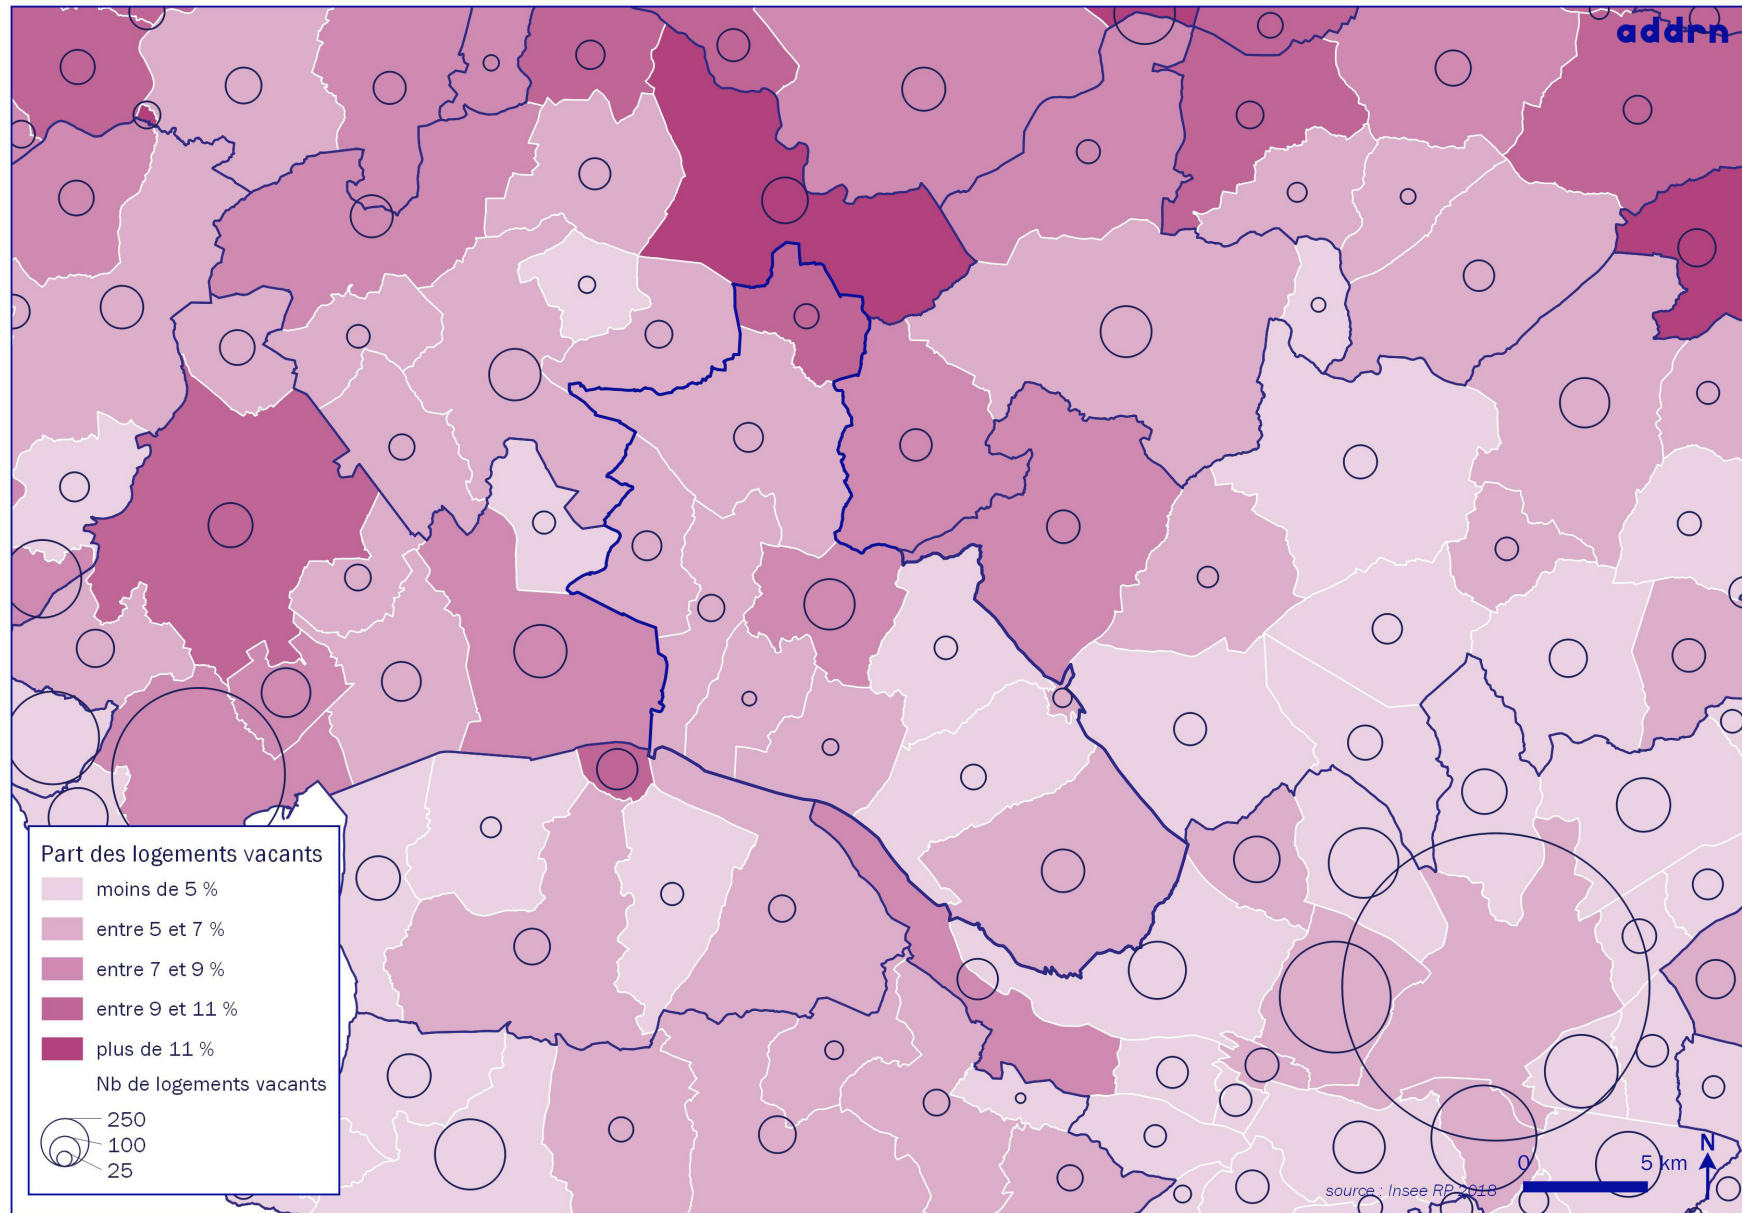 addrn
Part des logements vacants
moins de 5 %
entre 5 et 7 %
entre 7 et 9 %
entre 9 et 11 %
plus de 11 %
Nb de logements vacants
250
100
25
N
0 5 km
source : Insee RP 2018